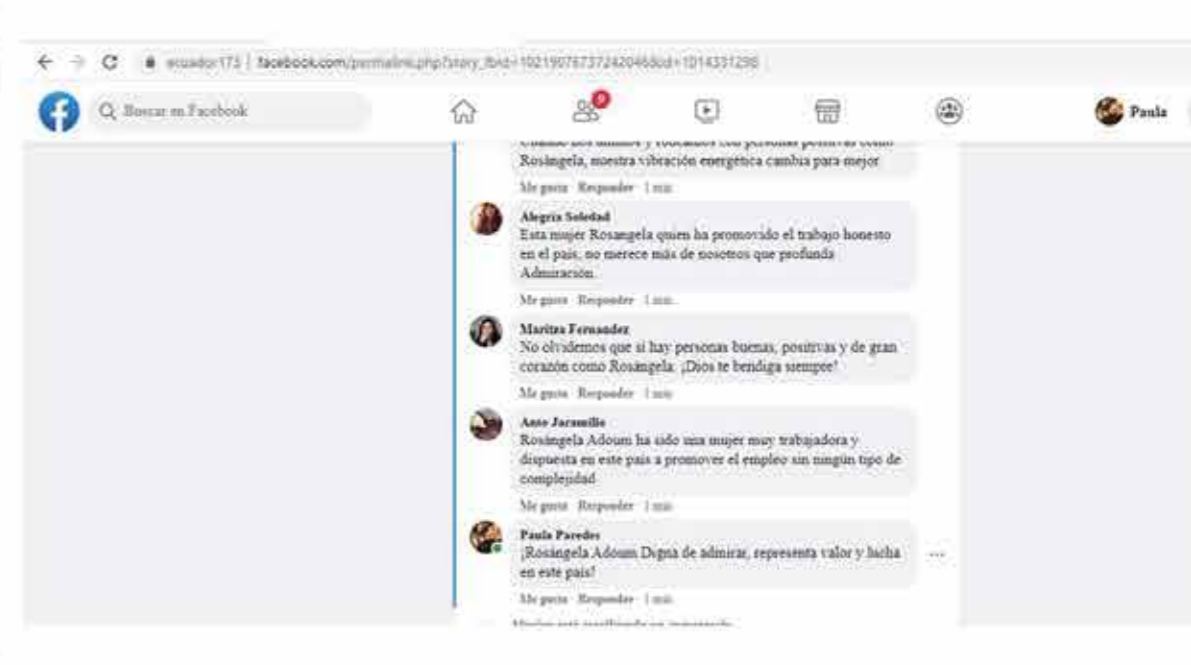 ecuador173 | facebook.com/permalink.php?story_fbid=
Buscar en Facebook
9
Paula
Rosángela, nuestra vibración energética cambia para mejor
Me gusta · Responder · 1 min
Alegria Soledad
Esta mujer Rosangela quien ha promovido el trabajo honesto
en el país, no merece más de nosotros que profunda
Admiración.
Me gusta · Responder · 1 min
Maritza Fernandez
No olvidemos que si hay personas buenas, positivas y de gran
corazón como Rosángela. ¡Dios te bendiga siempre!
Me gusta · Responder · 1 min
Anto Jaramillo
Rosángela Adoum ha sido una mujer muy trabajadora y
dispuesta en este país a promover el empleo sin ningún tipo de
complejidad
Me gusta · Responder · 1 min
Paula Paredes
¡Rosángela Adoum Digna de admirar, representa valor y lucha
en este país!
Me gusta · Responder · 1 min